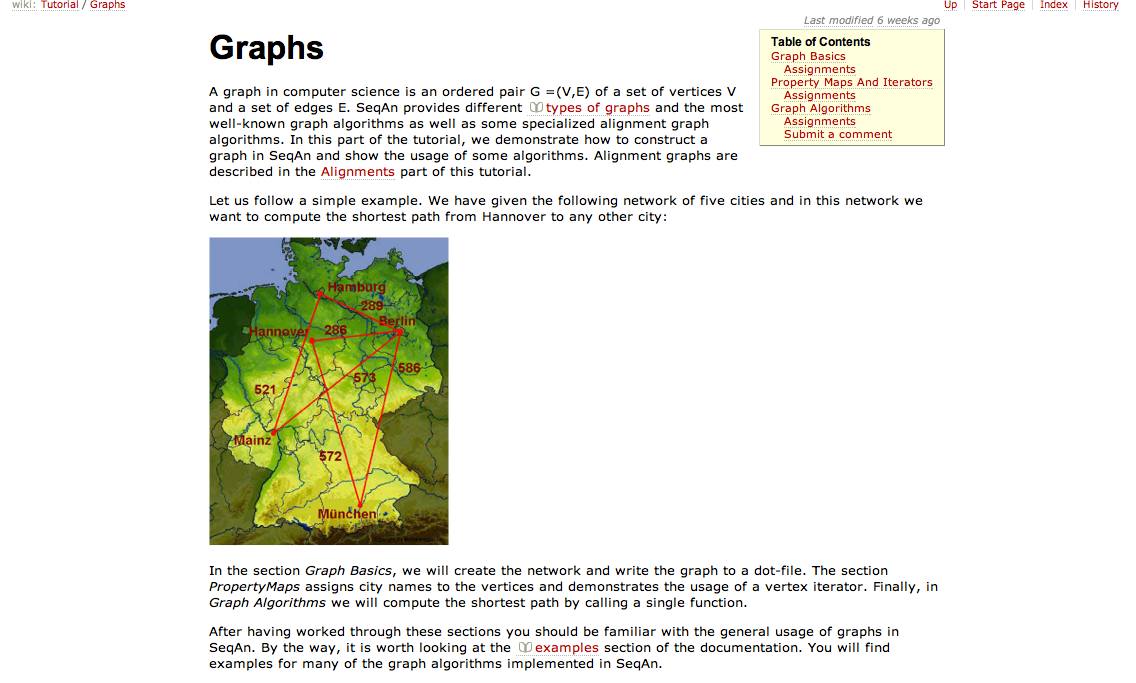 wiki: Tutorial / Graphs
Up | Start Page | Index | History
Last modified 6 weeks ago
Graphs
Table of Contents
Graph Basics
Assignments
Property Maps And Iterators
Assignments
Graph Algorithms
Assignments
Submit a comment
A graph in computer science is an ordered pair G =(V,E) of a set of vertices V
and a set of edges E. SeqAn provides different types of graphs and the most
well-known graph algorithms as well as some specialized alignment graph
algorithms. In this part of the tutorial, we demonstrate how to construct a
graph in SeqAn and show the usage of some algorithms. Alignment graphs are
described in the Alignments part of this tutorial.
Let us follow a simple example. We have given the following network of five cities and in this network we
want to compute the shortest path from Hannover to any other city:
Hamburg
289
Berlin
Hannover 286
586
573
521
Mainz
572
München
In the section Graph Basics, we will create the network and write the graph to a dot-file. The section
PropertyMaps assigns city names to the vertices and demonstrates the usage of a vertex iterator. Finally, in
Graph Algorithms we will compute the shortest path by calling a single function.
After having worked through these sections you should be familiar with the general usage of graphs in
SeqAn. By the way, it is worth looking at the examples section of the documentation. You will find
examples for many of the graph algorithms implemented in SeqAn.